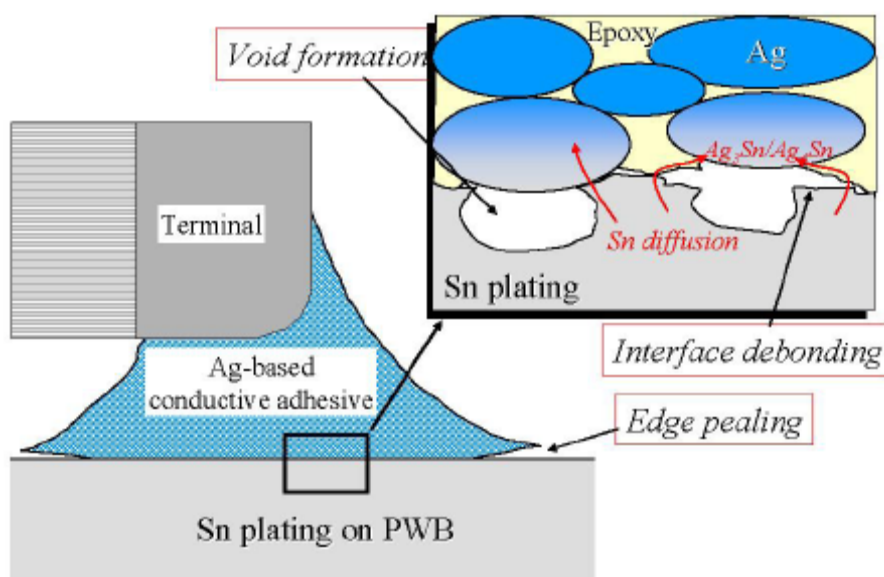 Void formation
Epoxy
Ag
Ag3Sn/Ag4Sn
Sn diffusion
Sn plating
Terminal
Interface debonding
Ag-based
conductive adhesive
Edge pealing
Sn plating on PWB